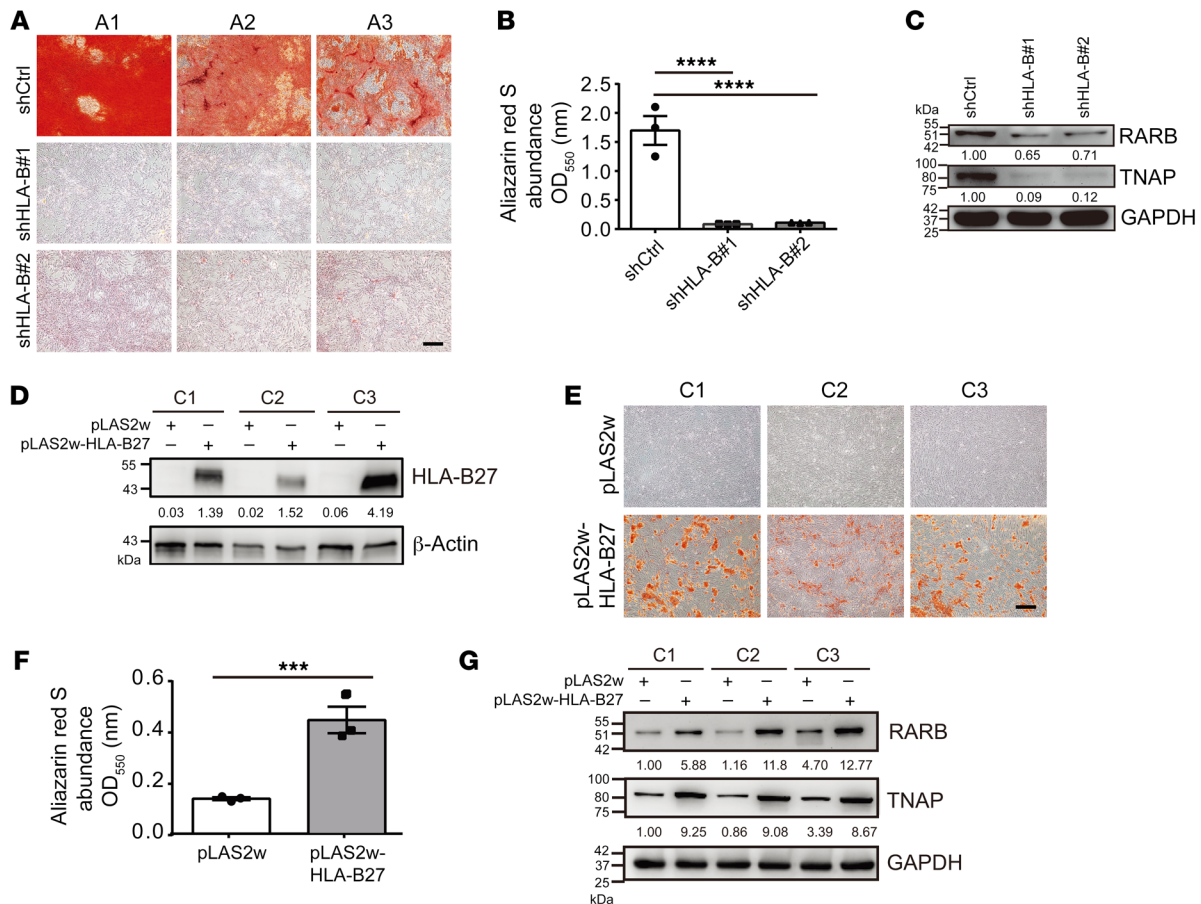 A
A1 A2 A3
shCtrl
shHLA-B#1
shHLA-B#2
B
****
****
Aliazarin red S
abundance
OD550 (nm)
2.5
2.0
1.5
1.0
0.5
0.0
shCtrl
shHLA-B#1
shHLA-B#2
C
shCtrl
shHLA-B#1
shHLA-B#2
kDa
55
51
42
RARB
1.00 0.65 0.71
100
80
75
TNAP
1.00 0.09 0.12
42
37
25
GAPDH
D
C1 C2 C3
pLAS2w + – + – + –
pLAS2w-HLA-B27 – + – + – +
55
43
HLA-B27
0.03 1.39 0.02 1.52 0.06 4.19
43
kDa
β-Actin
E
C1 C2 C3
pLAS2w
pLAS2w-
HLA-B27
F
***
Aliazarin red S
abundance
OD550 (nm)
0.6
0.4
0.2
0.0
pLAS2w
pLAS2w-
HLA-B27
G
C1 C2 C3
pLAS2w + – + – + –
pLAS2w-HLA-B27 – + – + – +
55
51
42
RARB
1.00 5.88 1.16 11.8 4.70 12.77
100
80
75
TNAP
1.00 9.25 0.86 9.08 3.39 8.67
42
37
25
GAPDH
kDa